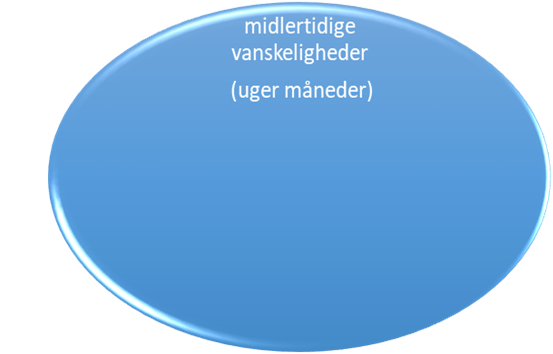 midlertidige
vanskeligheder
(uger måneder)